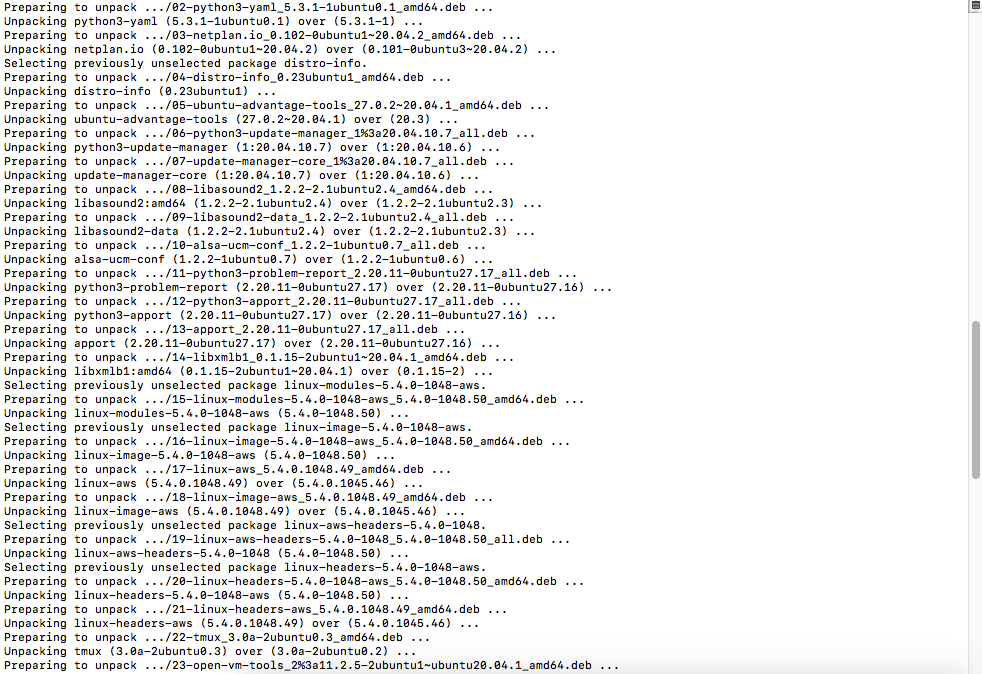 Preparing to unpack .../02-python3-yaml_5.3.1-1ubuntu0.1_amd64.deb ...
Unpacking python3-yaml (5.3.1-1ubuntu0.1) over (5.3.1-1) ...
Preparing to unpack .../03-netplan.io_0.102-0ubuntu1~20.04.2_amd64.deb ...
Unpacking netplan.io (0.102-0ubuntu1~20.04.2) over (0.101-0ubuntu3~20.04.2) ...
Selecting previously unselected package distro-info.
Preparing to unpack .../04-distro-info_0.23ubuntu1_amd64.deb ...
Unpacking distro-info (0.23ubuntu1) ...
Preparing to unpack .../05-ubuntu-advantage-tools_27.0.2~20.04.1_amd64.deb ...
Unpacking ubuntu-advantage-tools (27.0.2~20.04.1) over (20.3) ...
Preparing to unpack .../06-python3-update-manager_1%3a20.04.10.7_all.deb ...
Unpacking python3-update-manager (1:20.04.10.7) over (1:20.04.10.6) ...
Preparing to unpack .../07-update-manager-core_1%3a20.04.10.7_all.deb ...
Unpacking update-manager-core (1:20.04.10.7) over (1:20.04.10.6) ...
Preparing to unpack .../08-libasound2_1.2.2-2.1ubuntu2.4_amd64.deb ...
Unpacking libasound2:amd64 (1.2.2-2.1ubuntu2.4) over (1.2.2-2.1ubuntu2.3) ...
Preparing to unpack .../09-libasound2-data_1.2.2-2.1ubuntu2.4_all.deb ...
Unpacking libasound2-data (1.2.2-2.1ubuntu2.4) over (1.2.2-2.1ubuntu2.3) ...
Preparing to unpack .../10-alsa-ucm-conf_1.2.2-1ubuntu0.7_all.deb ...
Unpacking alsa-ucm-conf (1.2.2-1ubuntu0.7) over (1.2.2-1ubuntu0.6) ...
Preparing to unpack .../11-python3-problem-report_2.20.11-0ubuntu27.17_all.deb ...
Unpacking python3-problem-report (2.20.11-0ubuntu27.17) over (2.20.11-0ubuntu27.16) ...
Preparing to unpack .../12-python3-apport_2.20.11-0ubuntu27.17_all.deb ...
Unpacking python3-apport (2.20.11-0ubuntu27.17) over (2.20.11-0ubuntu27.16) ...
Preparing to unpack .../13-apport_2.20.11-0ubuntu27.17_all.deb ...
Unpacking apport (2.20.11-0ubuntu27.17) over (2.20.11-0ubuntu27.16) ...
Preparing to unpack .../14-libxmlb1_0.1.15-2ubuntu1~20.04.1_amd64.deb ...
Unpacking libxmlb1:amd64 (0.1.15-2ubuntu1~20.04.1) over (0.1.15-2) ...
Selecting previously unselected package linux-modules-5.4.0-1048-aws.
Preparing to unpack .../15-linux-modules-5.4.0-1048-aws_5.4.0-1048.50_amd64.deb ...
Unpacking linux-modules-5.4.0-1048-aws (5.4.0-1048.50) ...
Selecting previously unselected package linux-image-5.4.0-1048-aws.
Preparing to unpack .../16-linux-image-5.4.0-1048-aws_5.4.0-1048.50_amd64.deb ...
Unpacking linux-image-5.4.0-1048-aws (5.4.0-1048.50) ...
Preparing to unpack .../17-linux-aws_5.4.0.1048.49_amd64.deb ...
Unpacking linux-aws (5.4.0.1048.49) over (5.4.0.1045.46) ...
Preparing to unpack .../18-linux-image-aws_5.4.0.1048.49_amd64.deb ...
Unpacking linux-image-aws (5.4.0.1048.49) over (5.4.0.1045.46) ...
Selecting previously unselected package linux-aws-headers-5.4.0-1048.
Preparing to unpack .../19-linux-aws-headers-5.4.0-1048_5.4.0-1048.50_all.deb ...
Unpacking linux-aws-headers-5.4.0-1048 (5.4.0-1048.50) ...
Selecting previously unselected package linux-headers-5.4.0-1048-aws.
Preparing to unpack .../20-linux-headers-5.4.0-1048-aws_5.4.0-1048.50_amd64.deb ...
Unpacking linux-headers-5.4.0-1048-aws (5.4.0-1048.50) ...
Preparing to unpack .../21-linux-headers-aws_5.4.0.1048.49_amd64.deb ...
Unpacking linux-headers-aws (5.4.0.1048.49) over (5.4.0.1045.46) ...
Preparing to unpack .../22-tmux_3.0a-2ubuntu0.3_amd64.deb ...
Unpacking tmux (3.0a-2ubuntu0.3) over (3.0a-2ubuntu0.2) ...
Preparing to unpack .../23-open-vm-tools_2%3a11.2.5-2ubuntu1~ubuntu20.04.1_amd64.deb ...